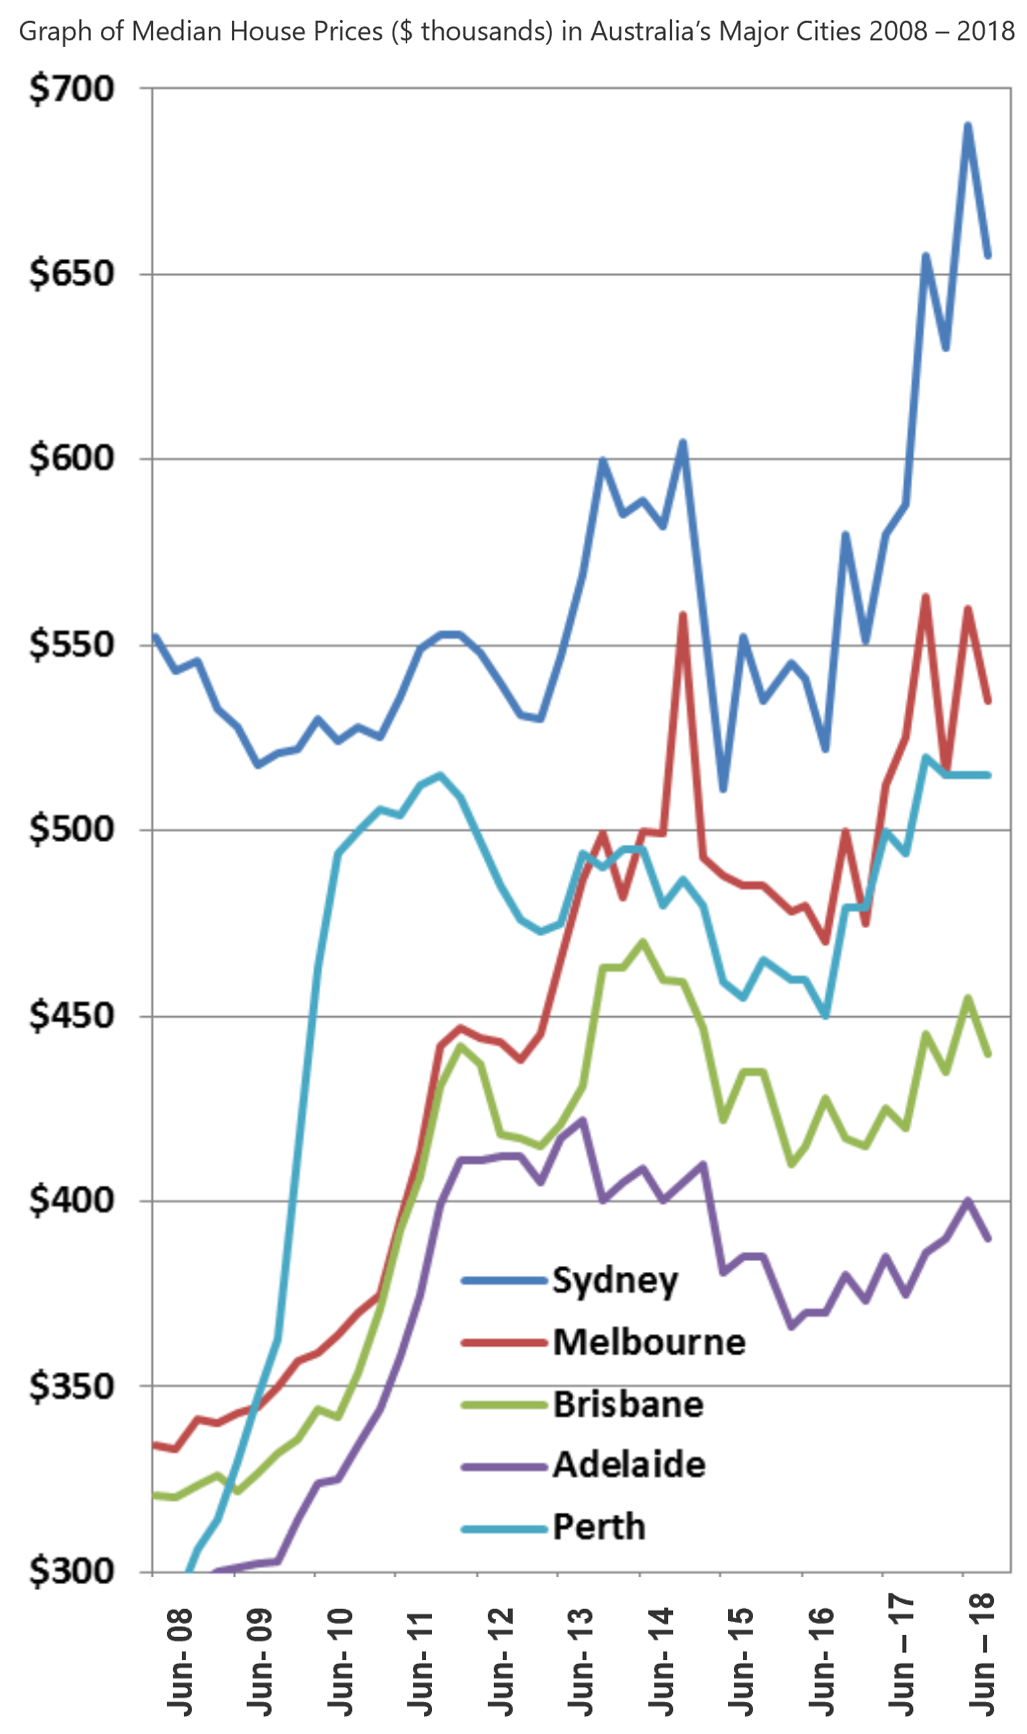 Graph of Median House Prices ($ thousands) in Australia’s Major Cities 2008 – 2018
$700
$650
$600
$550
$500
$450
$400
$350
$300
Sydney
Melbourne
Brisbane
Adelaide
Perth
Jun- 08
Jun- 09
Jun- 10
Jun- 11
Jun- 12
Jun- 13
Jun- 14
Jun- 15
Jun- 16
Jun – 17
Jun – 18